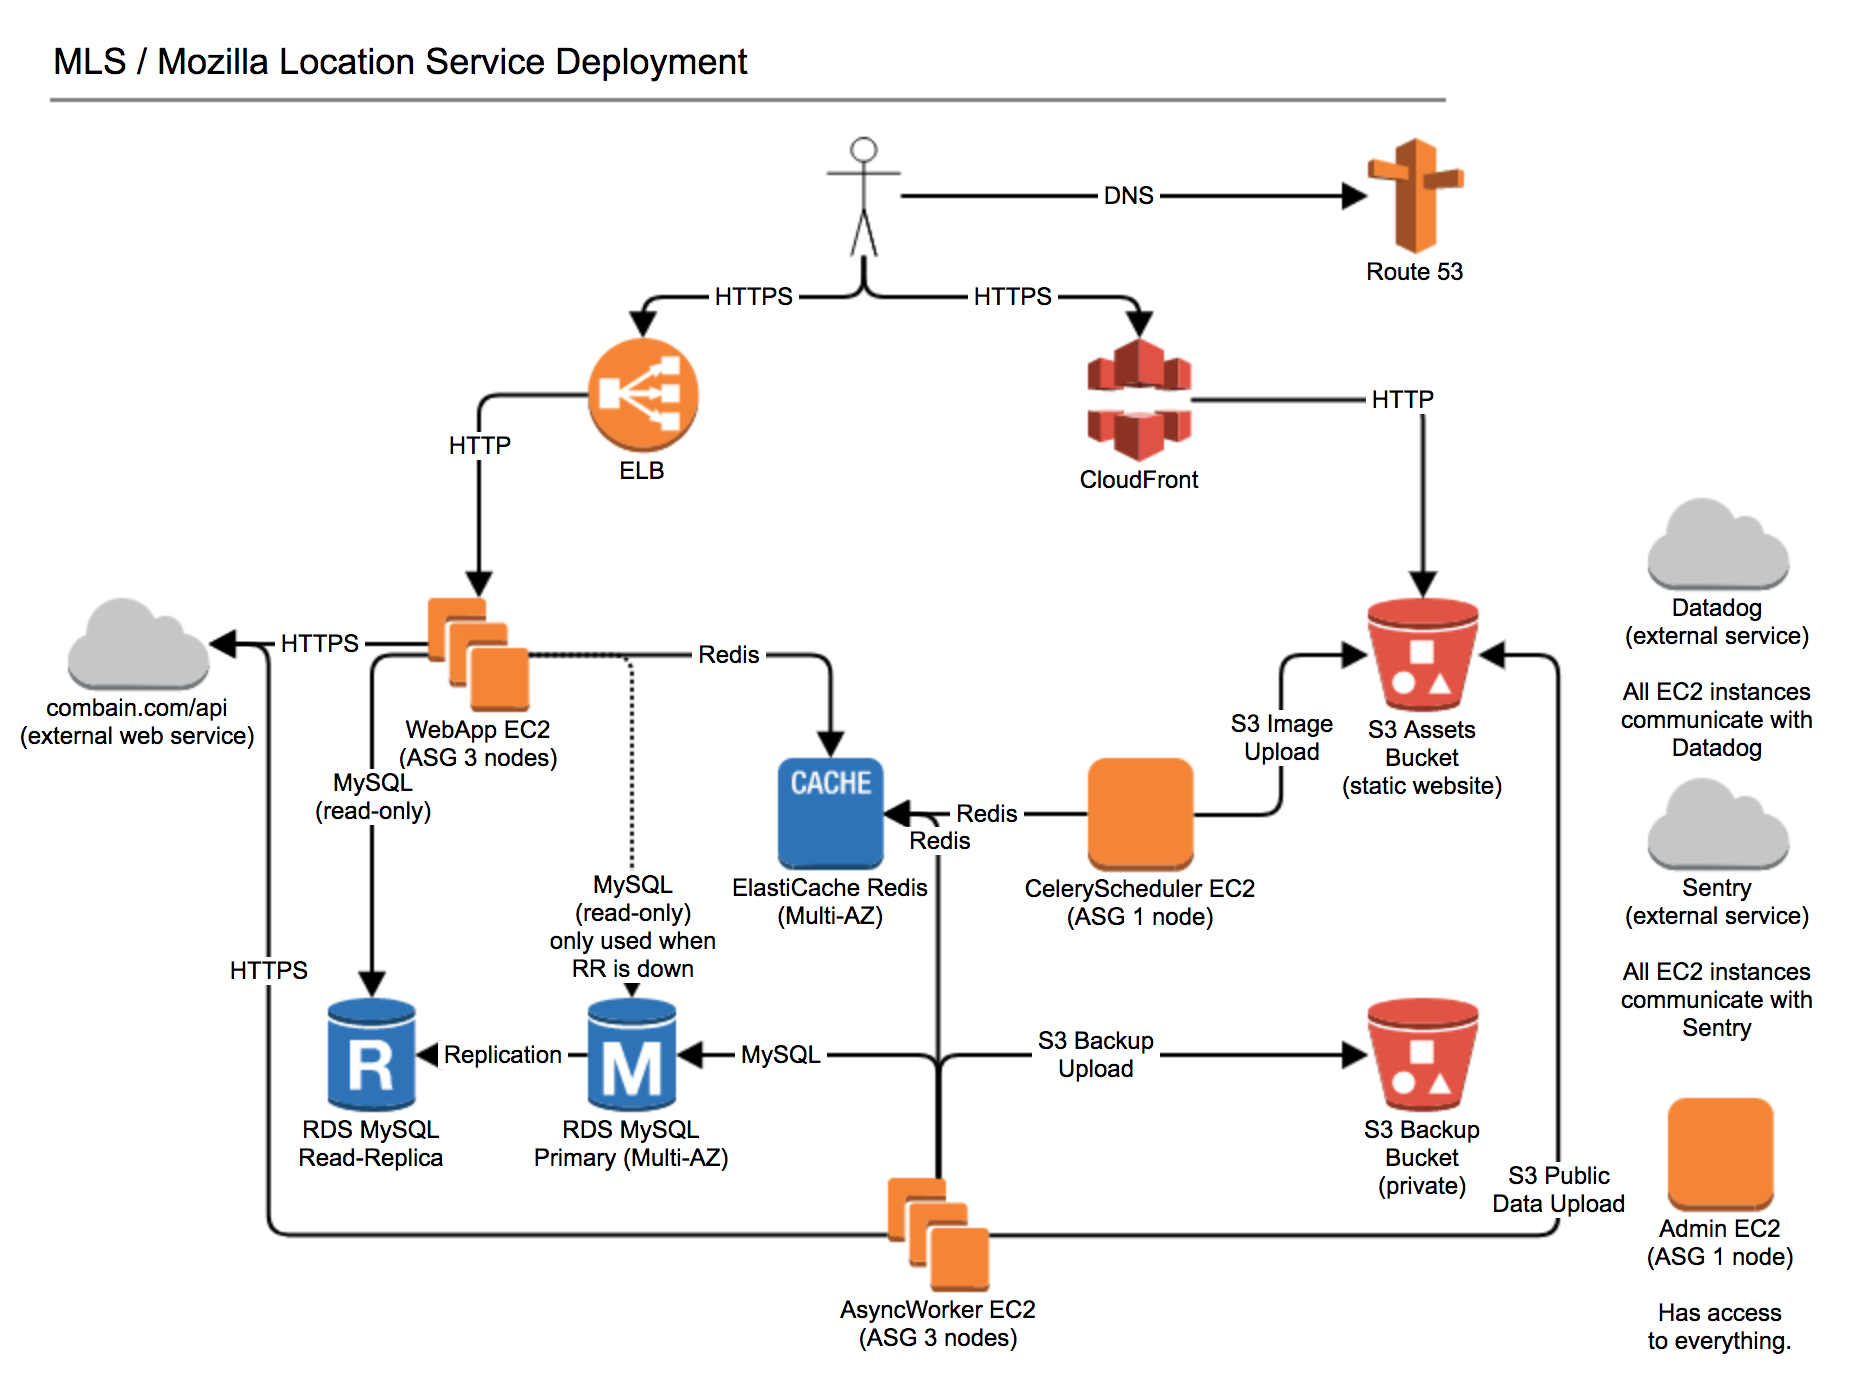 MLS / Mozilla Location Service Deployment
DNS
Route 53
HTTPS
HTTPS
HTTP
ELB
HTTP
CloudFront
Datadog
(external service)
All EC2 instances
communicate with
Datadog
HTTPS
combain.com/api
(external web service)
WebApp EC2
(ASG 3 nodes)
Redis
MySQL
(read-only)
CACHE
ElastiCache Redis
(Multi-AZ)
Redis
Redis
CeleryScheduler EC2
(ASG 1 node)
S3 Image
Upload
S3 Assets
Bucket
(static website)
Sentry
(external service)
All EC2 instances
communicate with
Sentry
MySQL
(read-only)
only used when
RR is down
HTTPS
R
RDS MySQL
Read-Replica
Replication
M
RDS MySQL
Primary (Multi-AZ)
MySQL
S3 Backup
Upload
S3 Backup
Bucket
(private)
S3 Public
Data Upload
Admin EC2
(ASG 1 node)
Has access
to everything.
AsyncWorker EC2
(ASG 3 nodes)